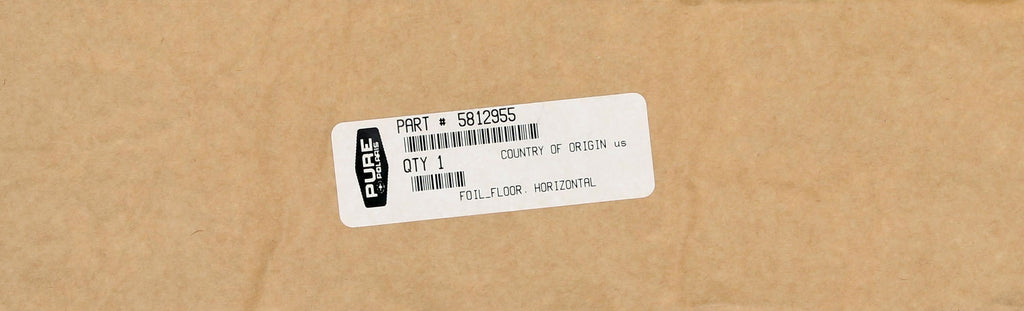 PURE
POLARIS
PART # 5812955
QTY 1
COUNTRY OF ORIGIN us
FOIL_FLOOR. HORIZONTAL